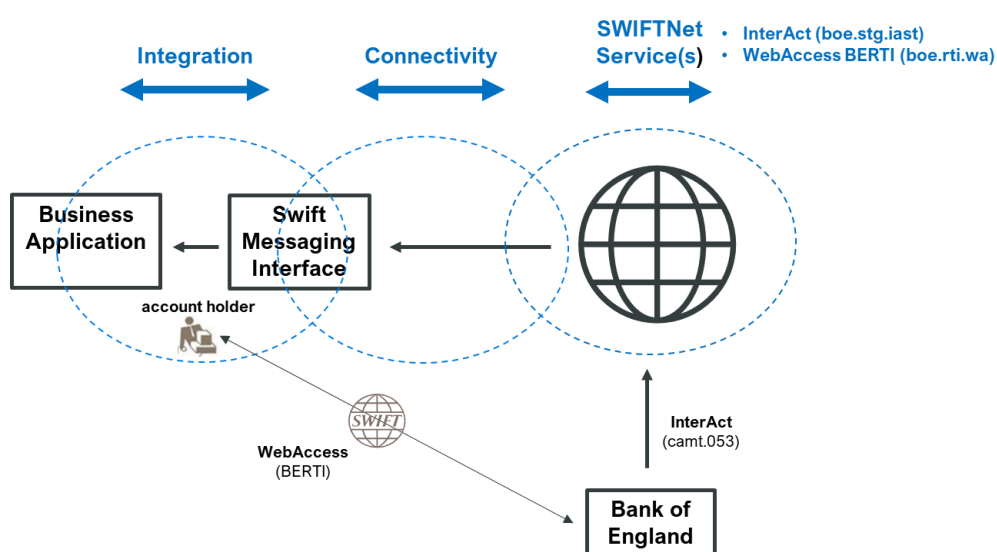 Integration
Connectivity
SWIFTNet
Service(s)
• InterAct (boe.stg.iast)
• WebAccess BERTI (boe.rti.wa)
Business
Application
Swift
Messaging
Interface
account holder
SWIFT
WebAccess
(BERTI)
InterAct
(camt.053)
Bank of
England